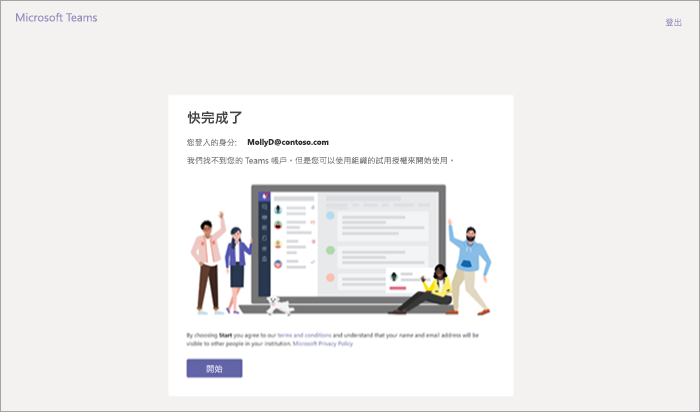 Microsoft Teams
登出
快完成了
您登入的身分: MollyD@contoso.com
我們找不到您的 Teams 帳戶。但是您可以使用組織的試用授權來開始使用。
By choosing Start you agree to our terms and conditions and understand that your name and email address will be
visible to other people in your institution. Microsoft Privacy Policy
開始